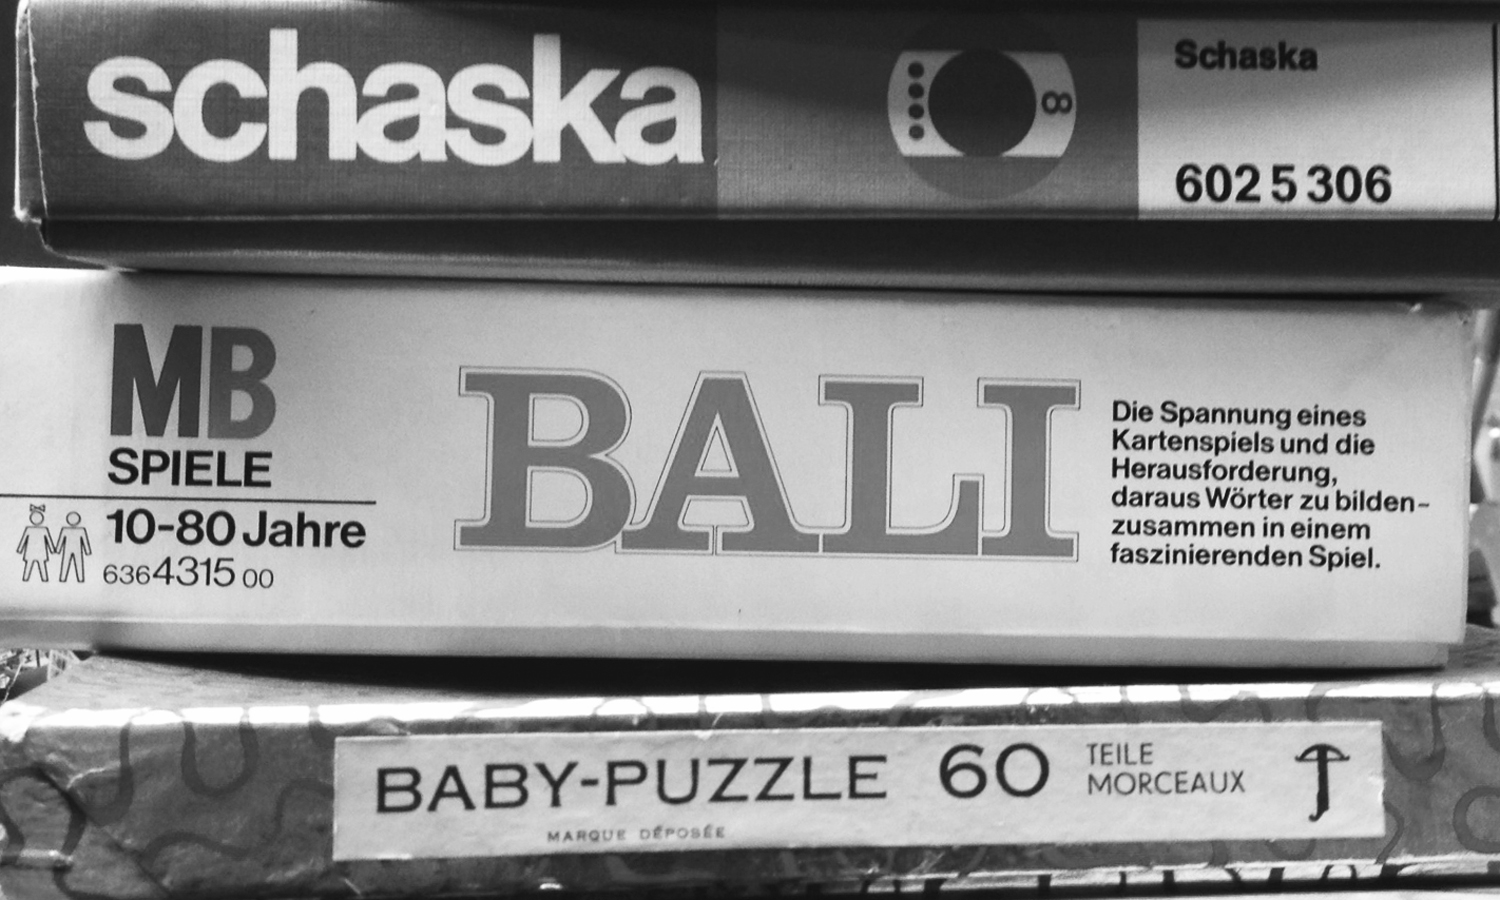 schaska
8
Schaska
602 5 306
MB
SPIELE
10-80 Jahre
6364315 00
BALI
Die Spannung eines
Kartenspiels und die
Herausforderung,
daraus Wörter zu bilden-
zusammen in einem
faszinierenden Spiel.
BABY-PUZZLE 60 TEILE
MORCEAUX
MARQUE DÉPOSÉE